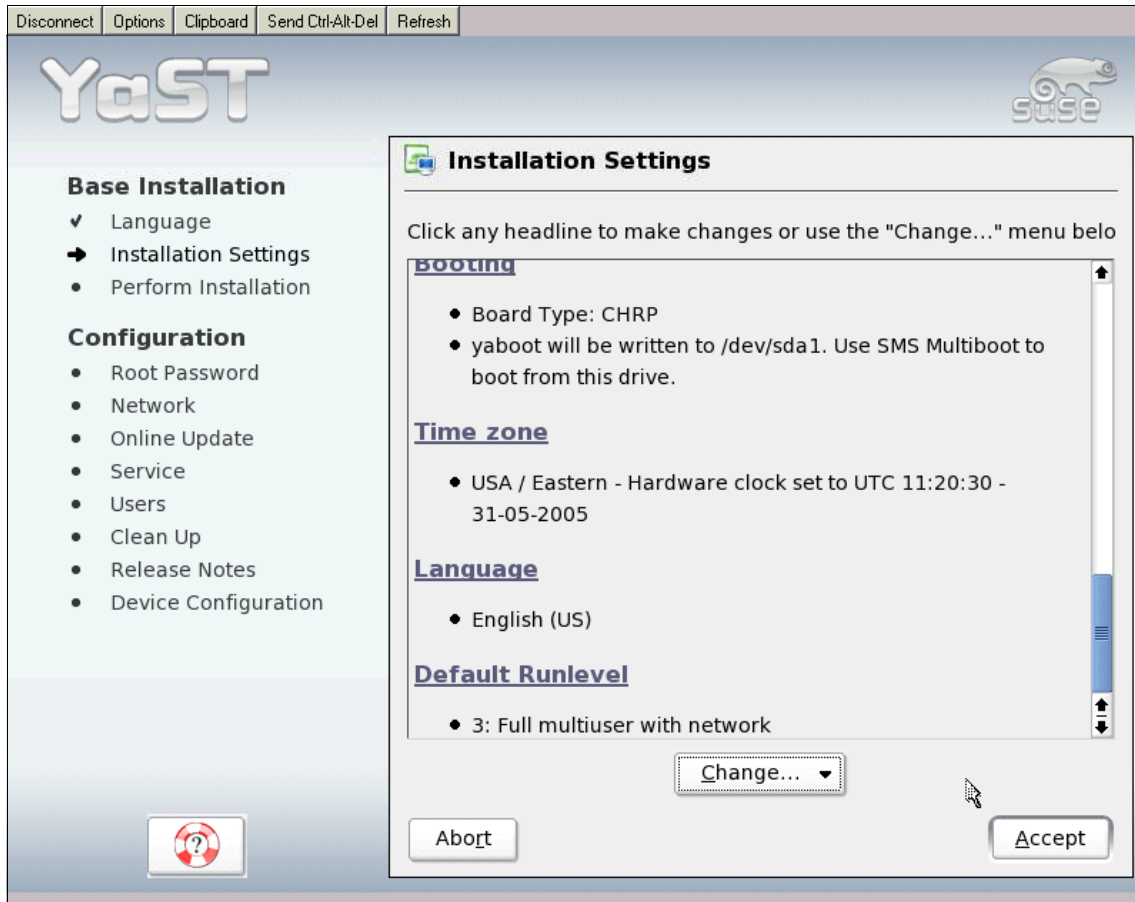 Disconnect Options Clipboard Send Ctrl-Alt-Del Refresh
YaST
suse
Base Installation
Language
Installation Settings
Perform Installation
Configuration
Root Password
Network
Online Update
Service
Users
Clean Up
Release Notes
Device Configuration
Installation Settings
Click any headline to make changes or use the "Change..." menu belo
Booting
Board Type: CHRP
yaboot will be written to /dev/sda1. Use SMS Multiboot to
boot from this drive.
Time zone
USA / Eastern - Hardware clock set to UTC 11:20:30 -
31-05-2005
Language
English (US)
Default Runlevel
3: Full multiuser with network
Change...
Abort
Accept
?